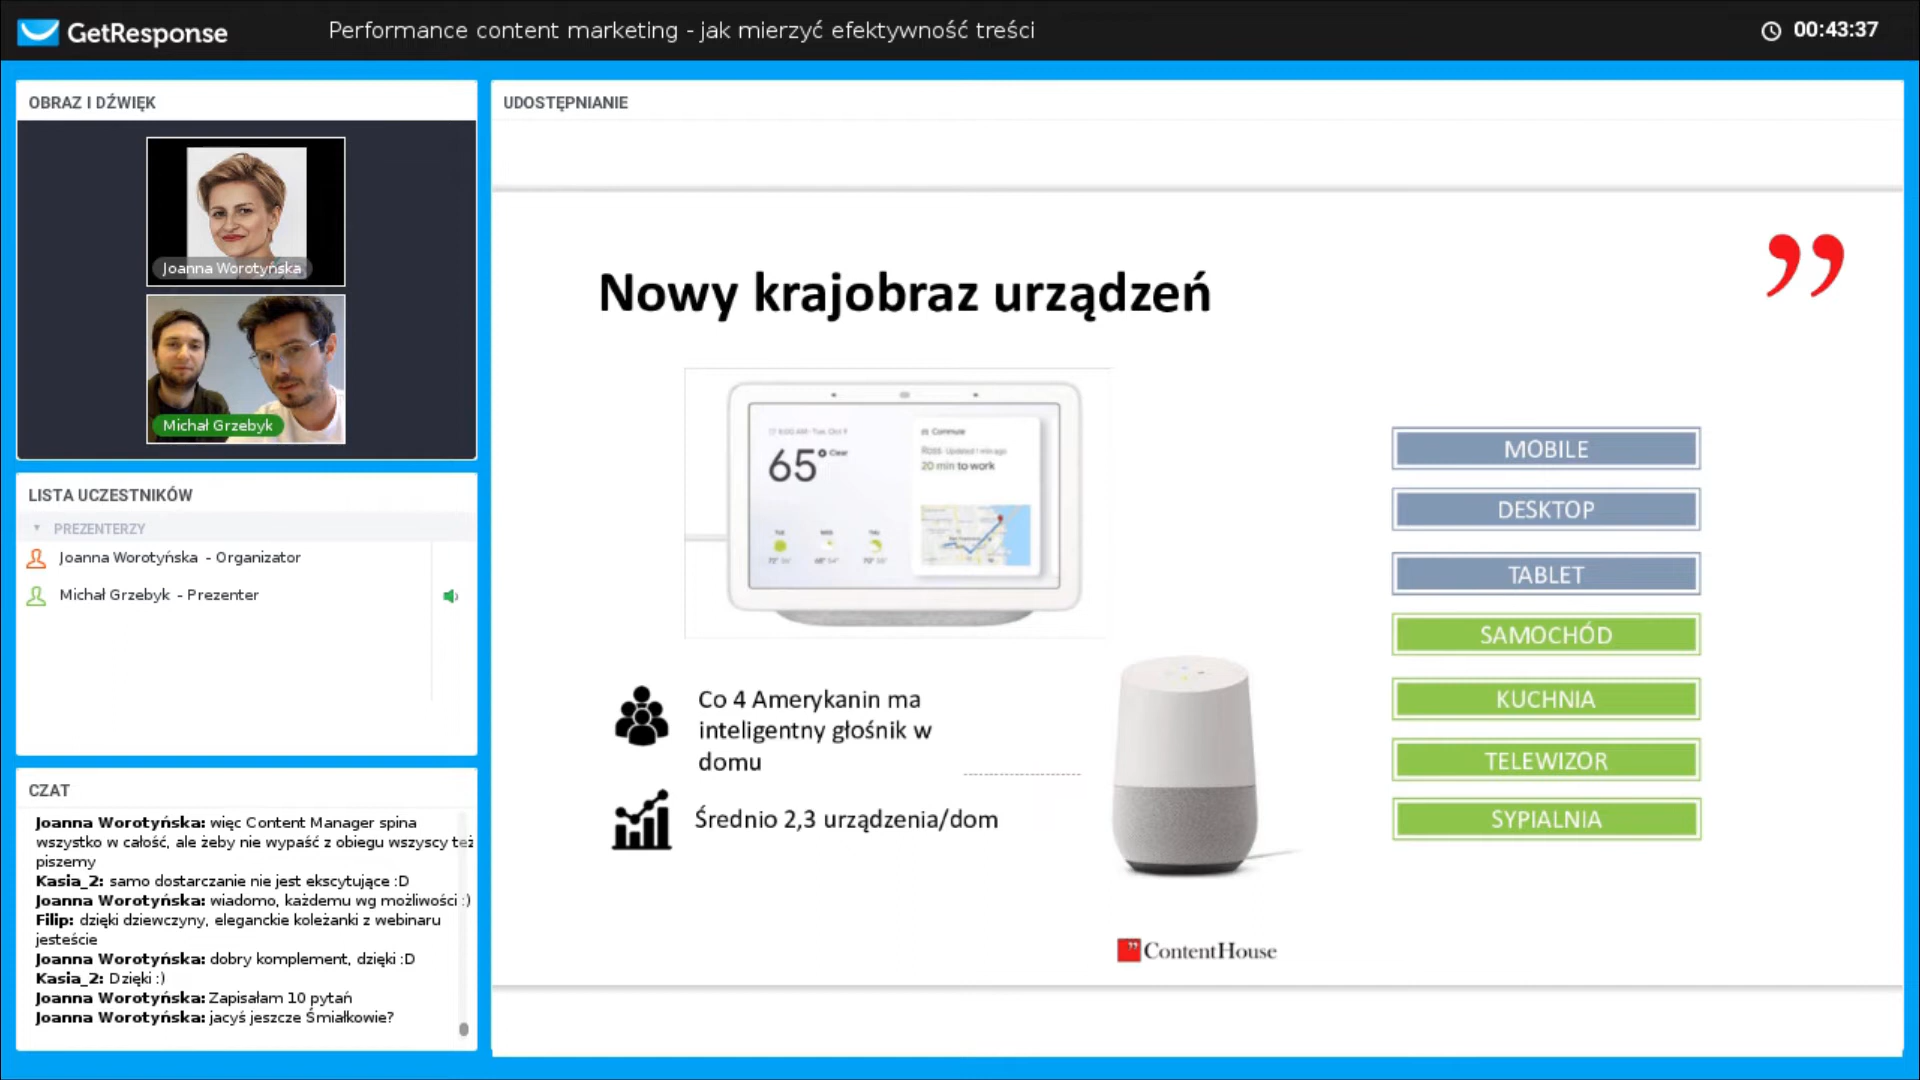 GetResponse
Performance content marketing - jak mierzyć efektywność treści
00:43:37
OBRAZ I DŹWIĘK
Joanna Worotyńska
Michał Grzebyk
LISTA UCZESTNIKÓW
PREZENTERZY
Joanna Worotyńska - Organizator
Michał Grzebyk - Prezenter
CZAT
Joanna Worotyńska: więc Content Manager spina
wszystko w całość, ale żeby nie wypaść z obiegu wszyscy też
piszemy
Kasia_2: samo dostarczanie nie jest ekscytujące :D
Joanna Worotyńska: wiadomo, każdemu wg możliwości :)
Filip: dzięki dziewczyny, eleganckie koleżanki z webinaru
jesteście
Joanna Worotyńska: dobry komplement, dzięki :D
Kasia_2: Dzięki :)
Joanna Worotyńska: Zapisałam 10 pytań
Joanna Worotyńska: jacyś jeszcze Śmiałkowie?
UDOSTĘPNIANIE
Nowy krajobraz urządzeń
”
65° Clear
Commute
20 min to work
TUE WED THU
Co 4 Amerykanin ma
inteligentny głośnik w
domu
Średnio 2,3 urządzenia/dom
MOBILE
DESKTOP
TABLET
SAMOCHÓD
KUCHNIA
TELEWIZOR
SYPIALNIA
ContentHouse